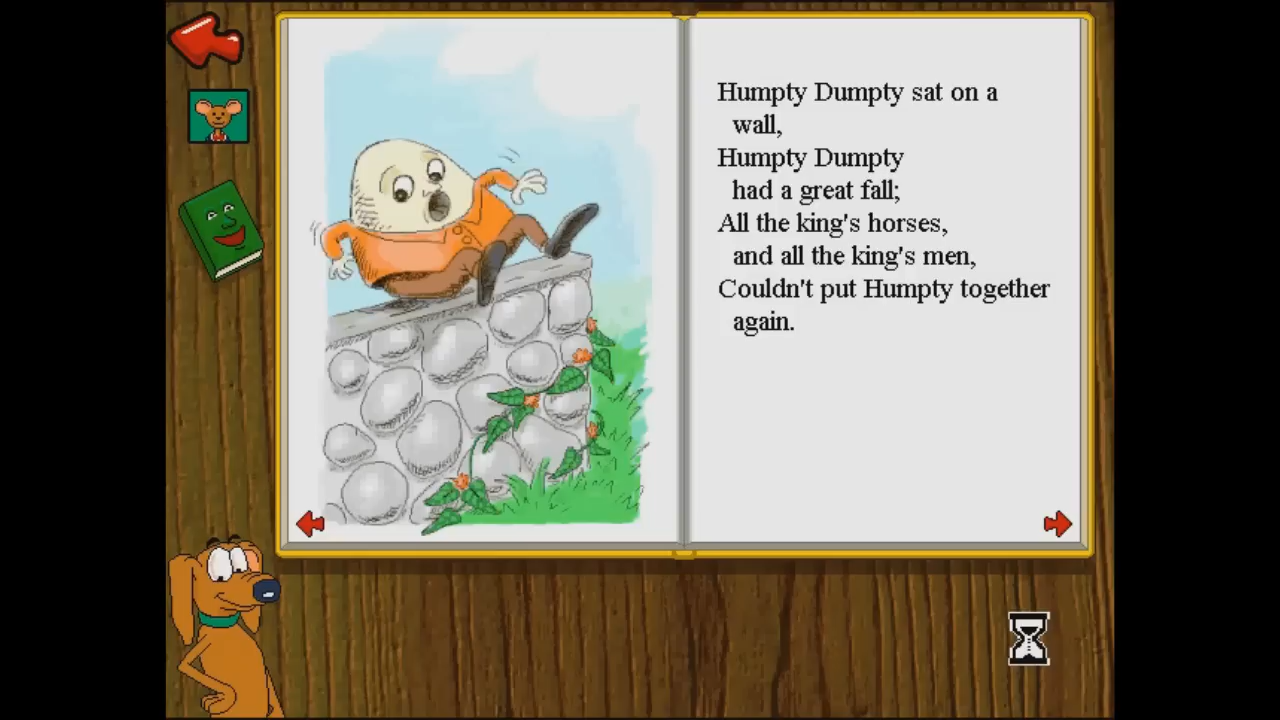 Humpty Dumpty sat on a
wall,
Humpty Dumpty
had a great fall;
All the king's horses,
and all the king's men,
Couldn't put Humpty together
again.